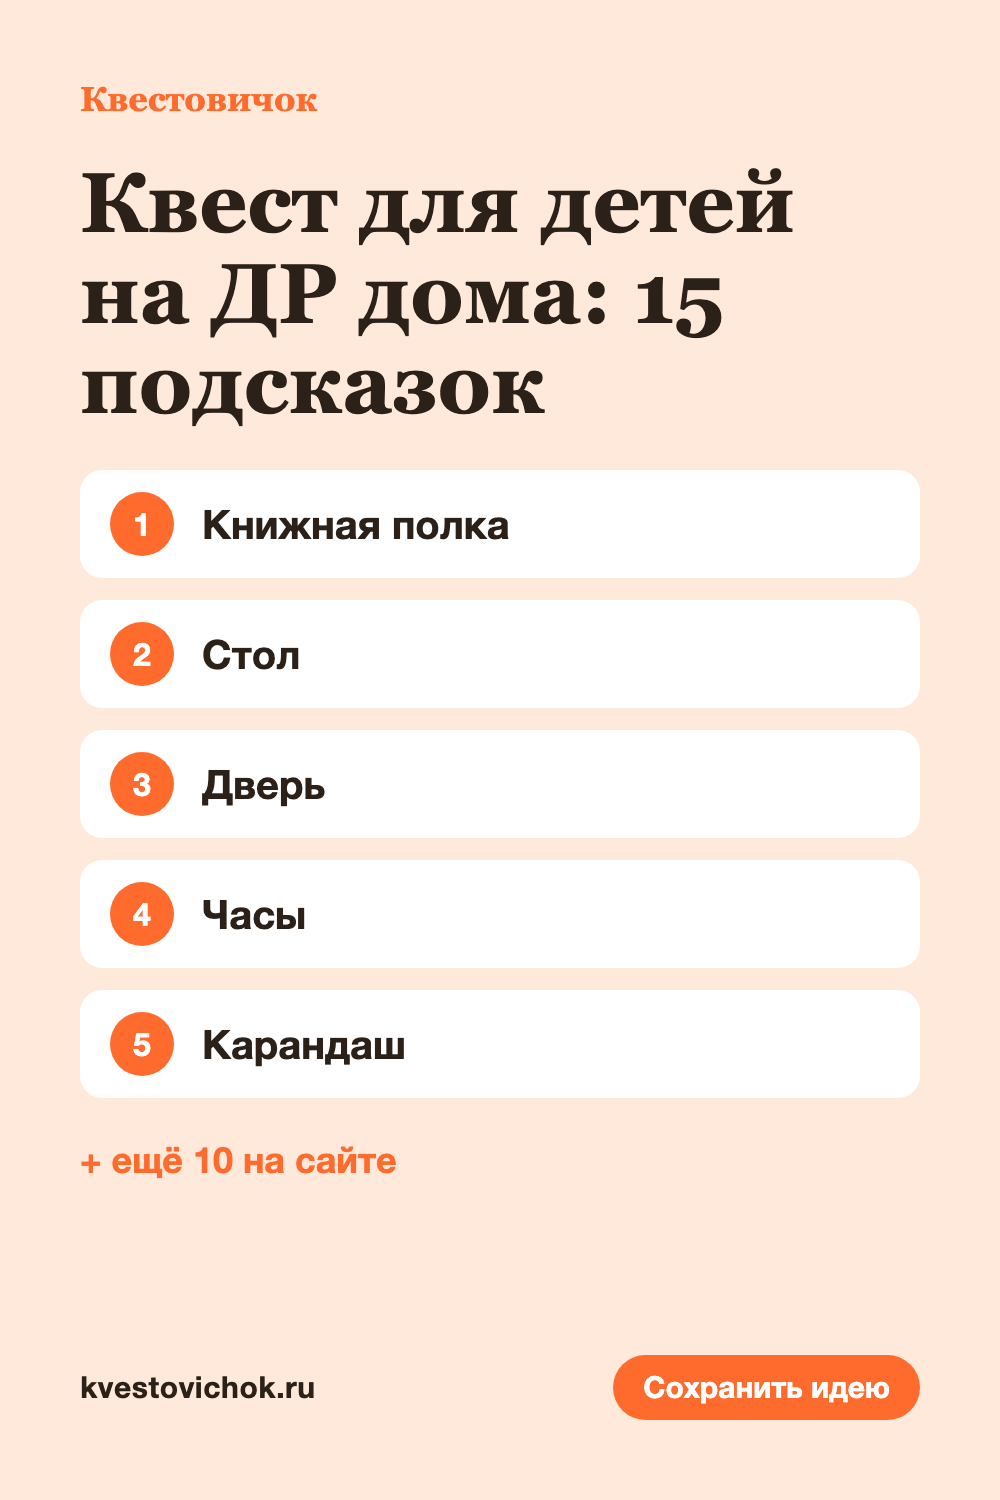 Квестовичок
Квест для детей
на ДР дома: 15
подсказок
1 Книжная полка
2 Стол
3 Дверь
4 Часы
5 Карандаш
+ ещё 10 на сайте
kvestovichok.ru
Сохранить идею